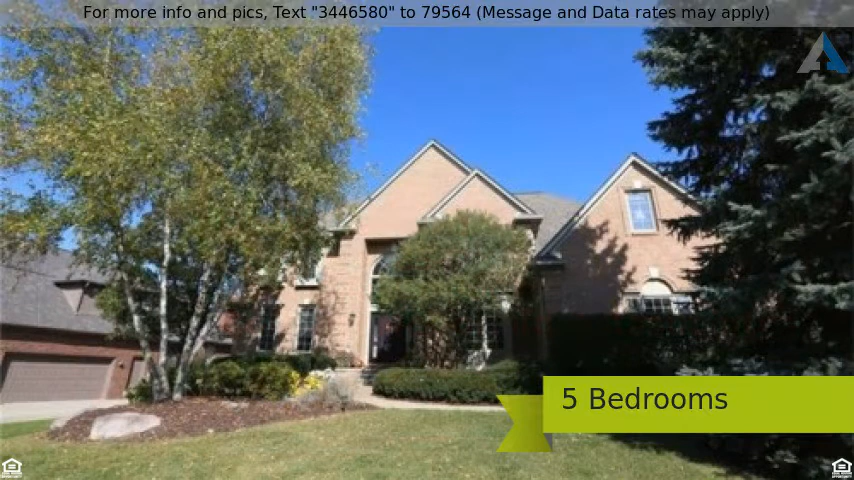 For more info and pics, Text "3446580" to 79564 (Message and Data rates may apply)
5 Bedrooms